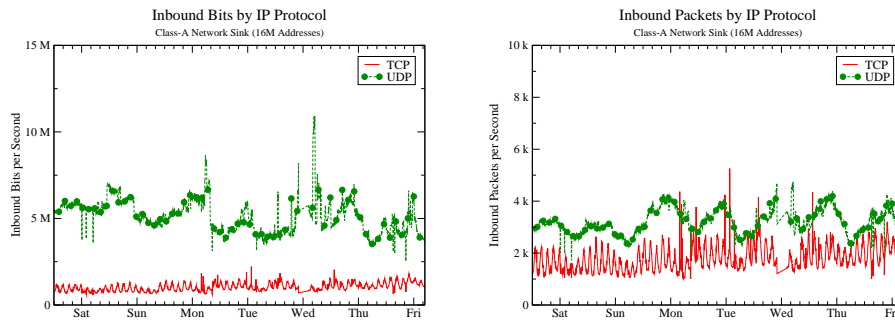 Inbound Bits by IP Protocol
Class-A Network Sink (16M Addresses)
15 M
10 M
5 M
0
Inbound Bits per Second
TCP
UDP
Sat Sun Mon Tue Wed Thu Fri
Inbound Packets by IP Protocol
Class-A Network Sink (16M Addresses)
10 k
8 k
6 k
4 k
2 k
0
Inbound Packets per Second
TCP
UDP
Sat Sun Mon Tue Wed Thu Fri